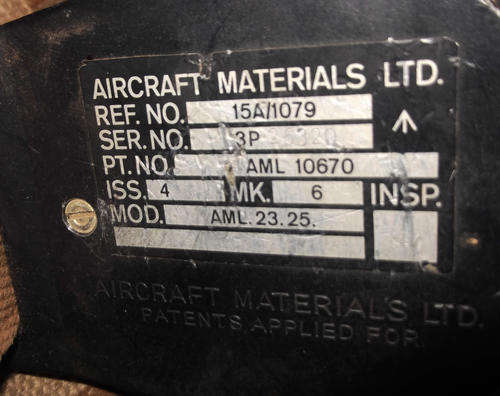 AIRCRAFT MATERIALS LTD.
REF. NO. 15A/1079
SER. NO. 3P
PT. NO. AML 10670
ISS. 4 MK. 6 INSP.
MOD. AML. 23. 25.
AIRCRAFT MATERIALS LTD.
PATENTS APPLIED FOR